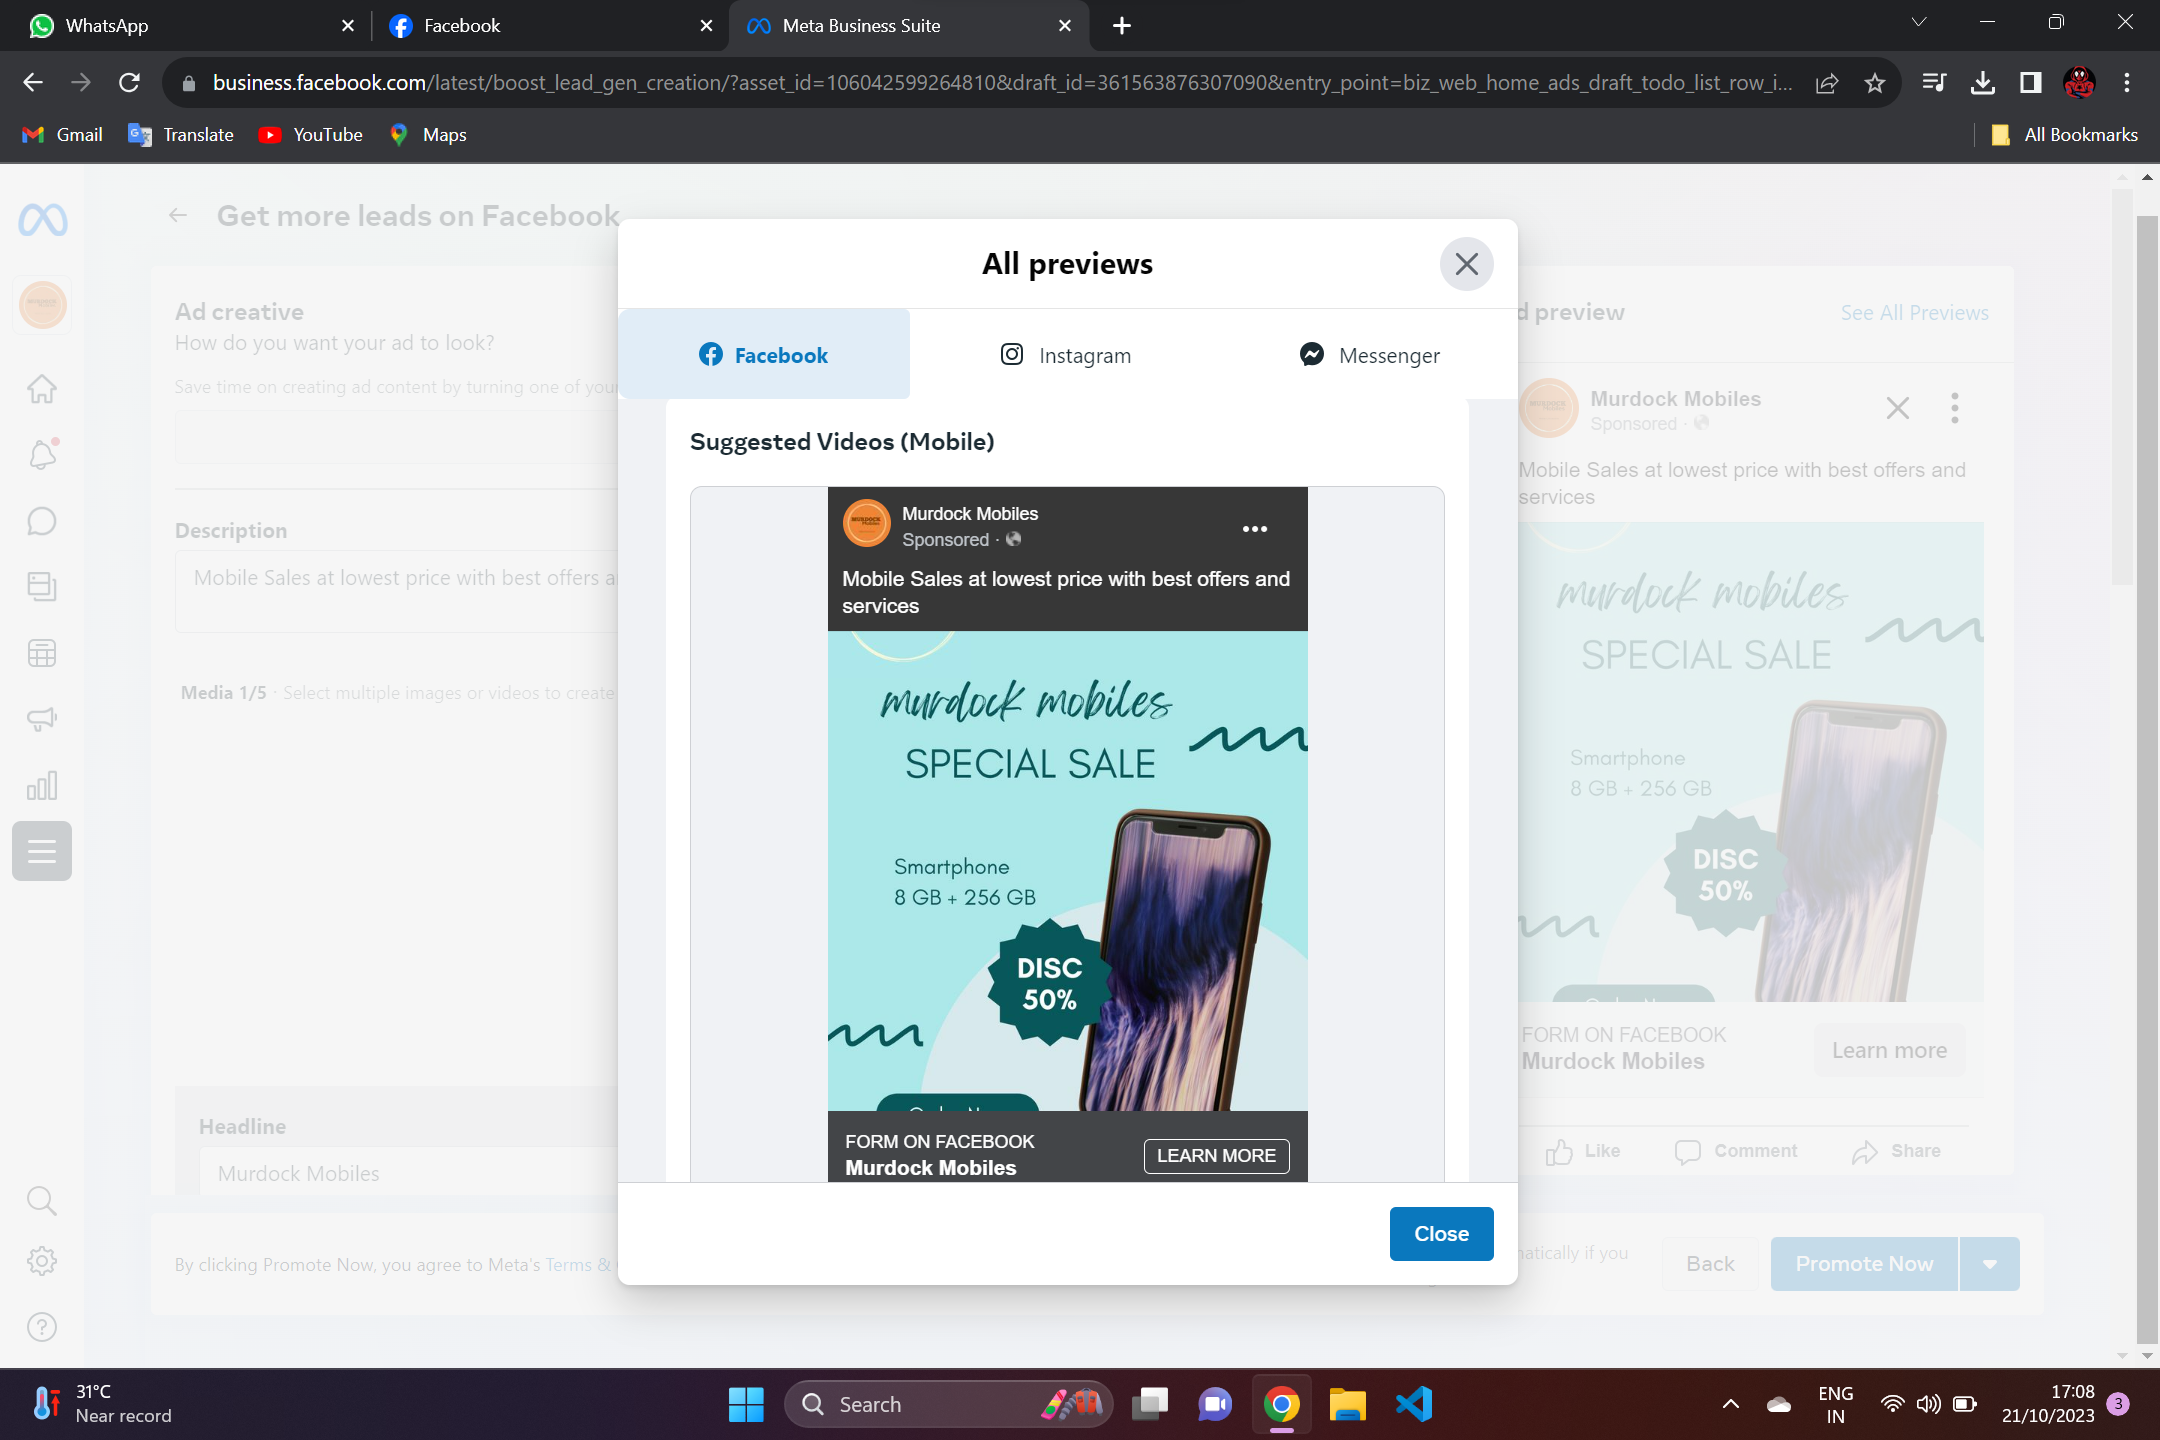 WhatsApp
Facebook
Meta Business Suite
business.facebook.com/latest/boost_lead_gen_creation/?asset_id=106042599264810&draft_id=3615638763070​90&entry_point=biz_web_home_ads_draft_todo_list_row_i...
Gmail
Translate
YouTube
Maps
All Bookmarks
Get more leads on Facebook
Ad creative
How do you want your ad to look?
Save time on creating ad content by turning one of your
Description
Mobile Sales at lowest price with best offers
Media 1/5 · Select multiple images or videos to create
Headline
Murdock Mobiles
By clicking Promote Now, you agree to Meta's Terms &
All previews
Facebook
Instagram
Messenger
Suggested Videos (Mobile)
MURDOCK
Murdock Mobiles
Sponsored ·
Mobile Sales at lowest price with best offers and
services
murdock mobiles
SPECIAL SALE
Smartphone
8 GB + 256 GB
DISC
50%
FORM ON FACEBOOK
Murdock Mobiles
LEARN MORE
Close
preview
See All Previews
Murdock Mobiles
Sponsored ·
Mobile Sales at lowest price with best offers and
services
murdock mobiles
SPECIAL SALE
Smartphone
8 GB + 256 GB
DISC
50%
FORM ON FACEBOOK
Murdock Mobiles
Learn more
Like
Comment
Share
if you
Back
Promote Now
31°C
Near record
Search
ENG
IN
17:08
21/10/2023
3